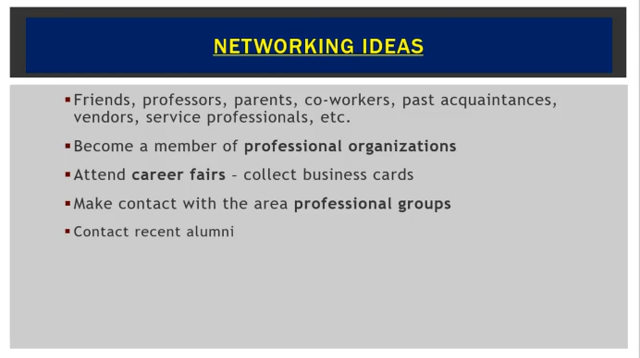 NETWORKING IDEAS
▪Friends, professors, parents, co-workers, past acquaintances,
vendors, service professionals, etc.
▪Become a member of professional organizations
▪Attend career fairs – collect business cards
▪Make contact with the area professional groups
▪Contact recent alumni